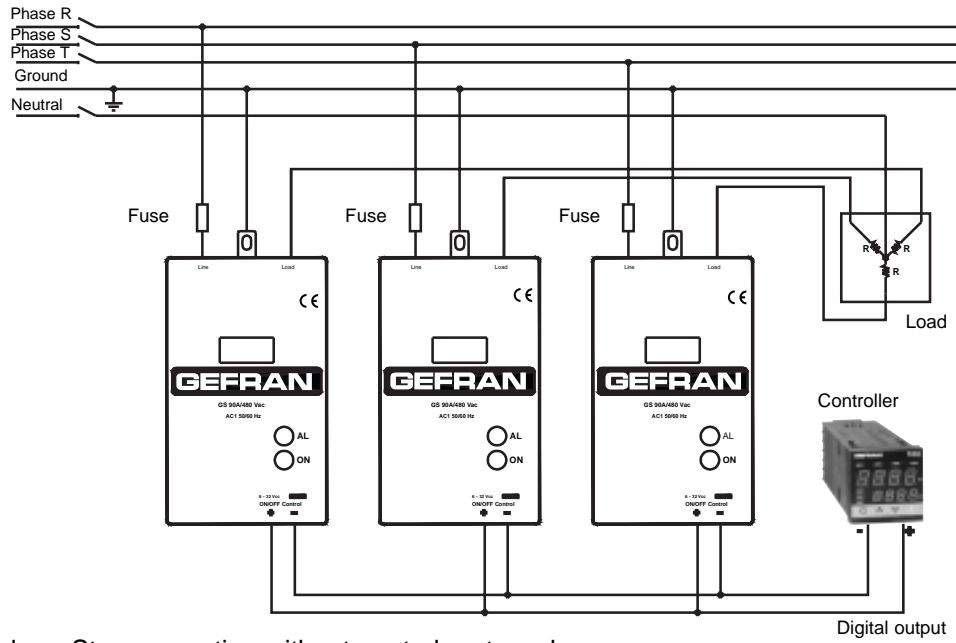 Phase R
Phase S
Phase T
Ground
Neutral
Fuse
Fuse
Fuse
Line
Load
Line
Load
Line
Load
CE
CE
CE
R
R
R
Load
GEFRAN
GEFRAN
GEFRAN
GS 90A/480 Vac
AC1 50/60 Hz
GS 90A/480 Vac
AC1 50/60 Hz
GS 90A/480 Vac
AC1 50/60 Hz
Controller
AL
AL
AL
ON
ON
ON
6 - 32 Vcc
ON/OFF Control
+ -
6 - 32 Vcc
ON/OFF Control
+ -
6 - 32 Vcc
ON/OFF Control
+ -
- +
Digital output